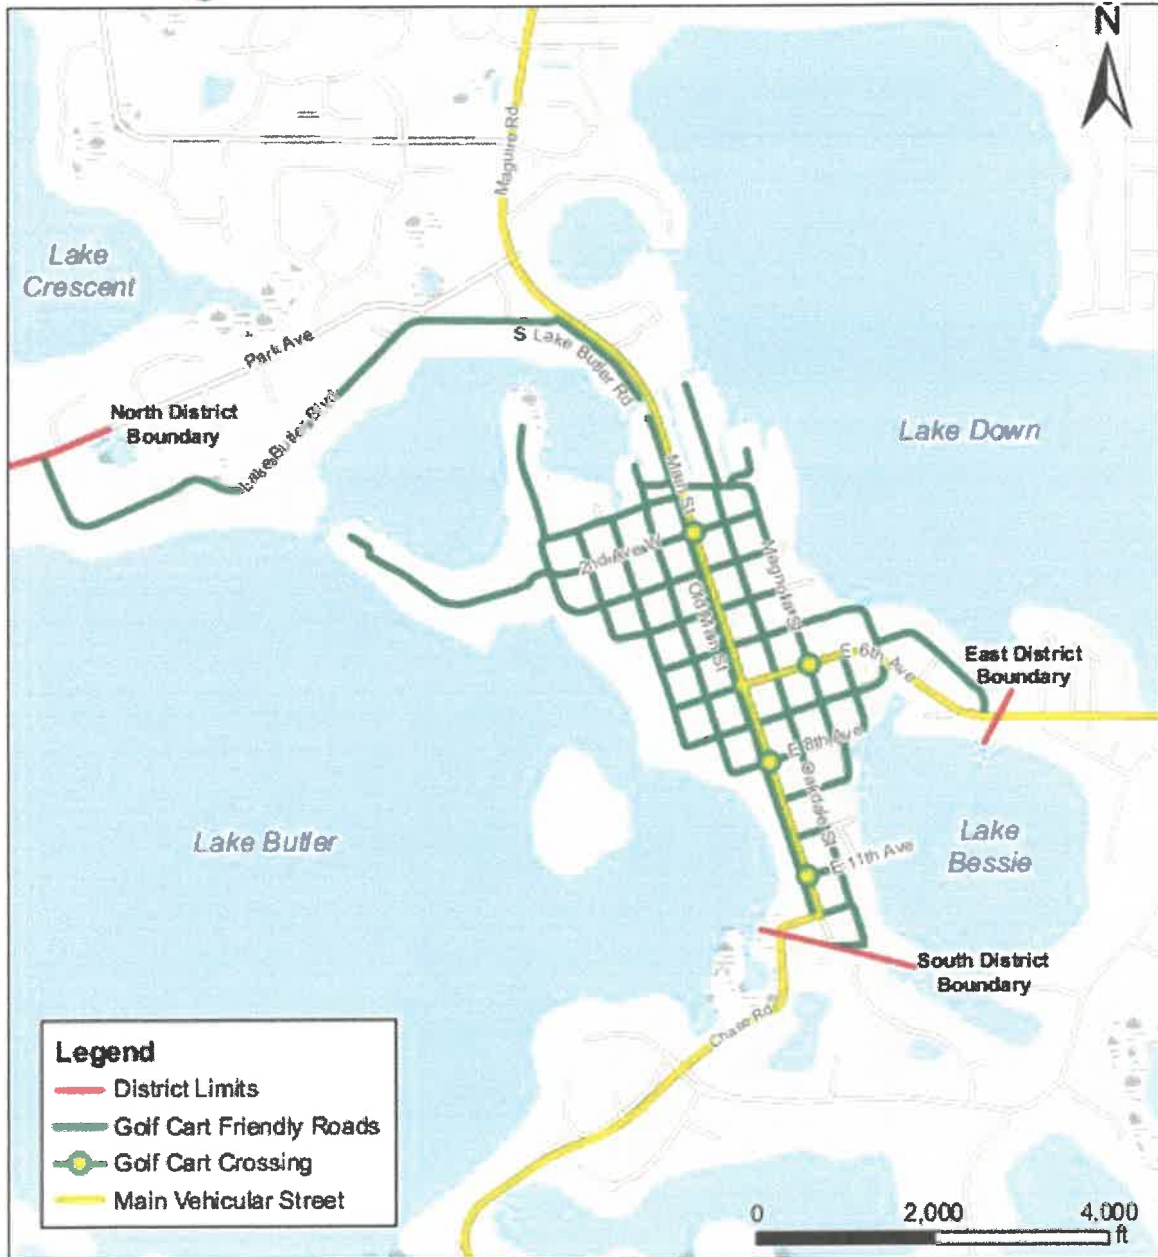 N
Maguire Rd
Lake
Crescent
Park Ave
S
Lake Butler Rd
North District
Boundary
Lake Butler Blvd
Lake Down
Main St
2nd Ave W
Magnolia St
Old Main St
E 6th Ave
East District
Boundary
E 8th Ave
Oakdale St
Lake Butler
Lake
Bessie
E 11th Ave
South District
Boundary
Chase Rd
Legend
District Limits
Golf Cart Friendly Roads
Golf Cart Crossing
Main Vehicular Street
0
2,000
4,000
ft